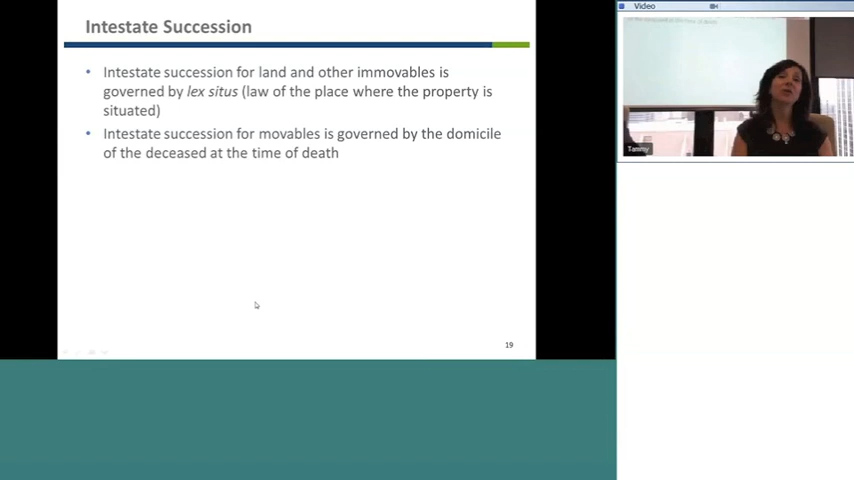 Intestate Succession
• Intestate succession for land and other immovables is
governed by lex situs (law of the place where the property is
situated)
• Intestate succession for movables is governed by the domicile
of the deceased at the time of death
19
Video
Tammy